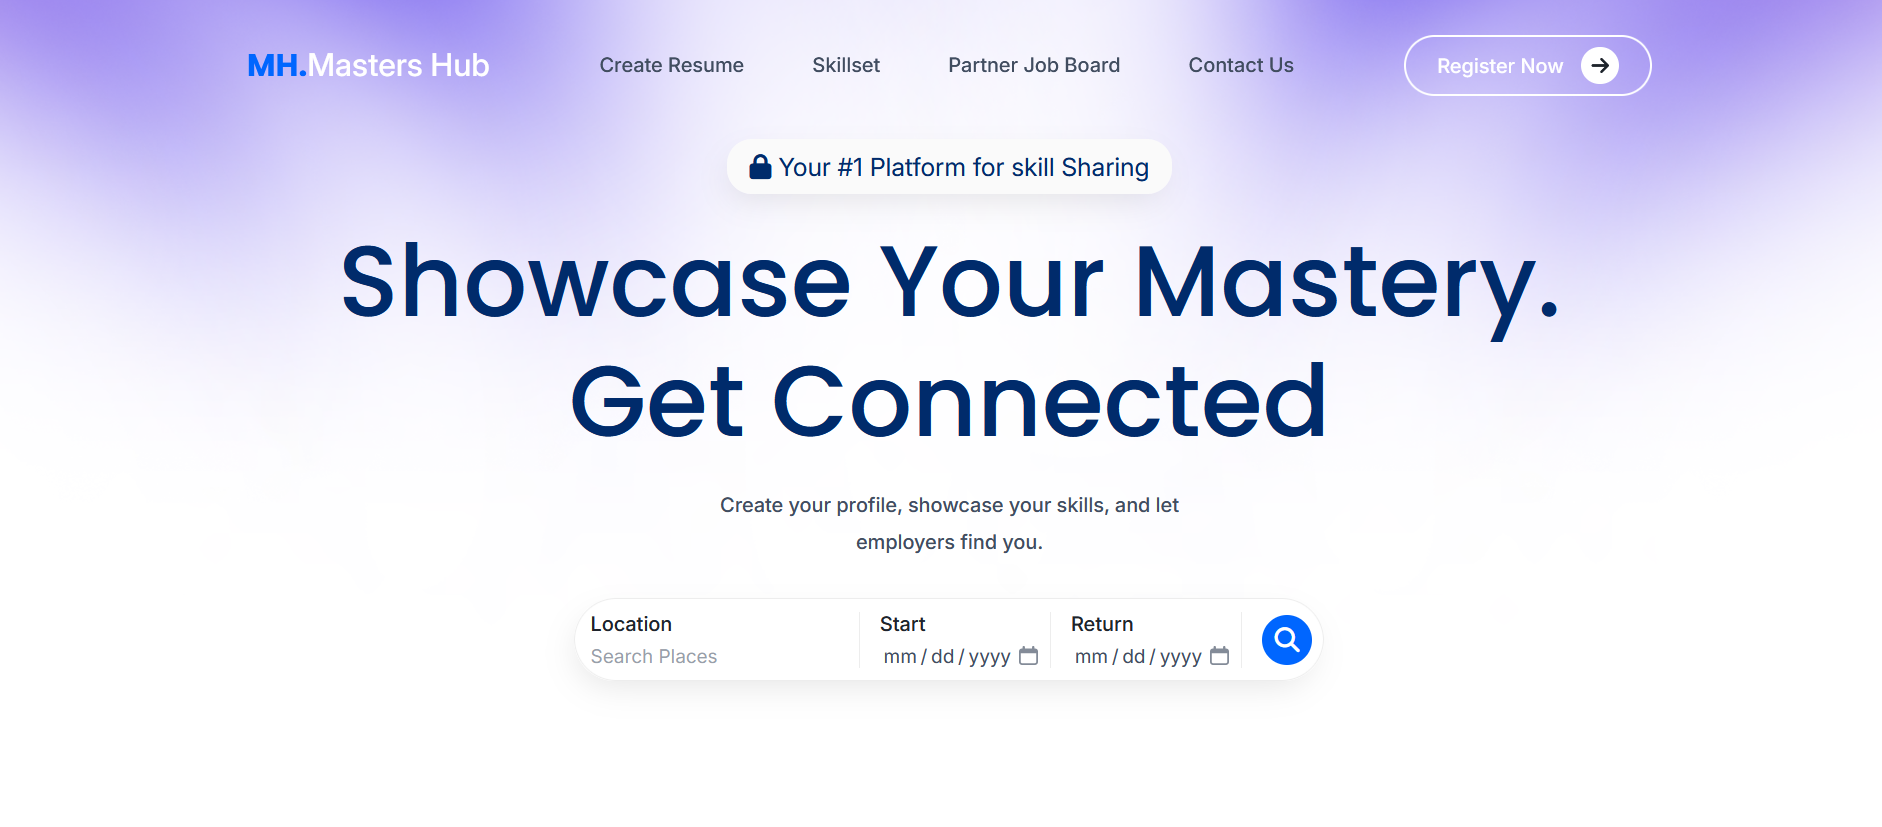 MH.Masters Hub
Create Resume
Skillset
Partner Job Board
Contact Us
Register Now
Your #1 Platform for skill Sharing
Showcase Your Mastery.
Get Connected
Create your profile, showcase your skills, and let
employers find you.
Location
Search Places
Start
mm/dd/yyyy
Return
mm/dd/yyyy